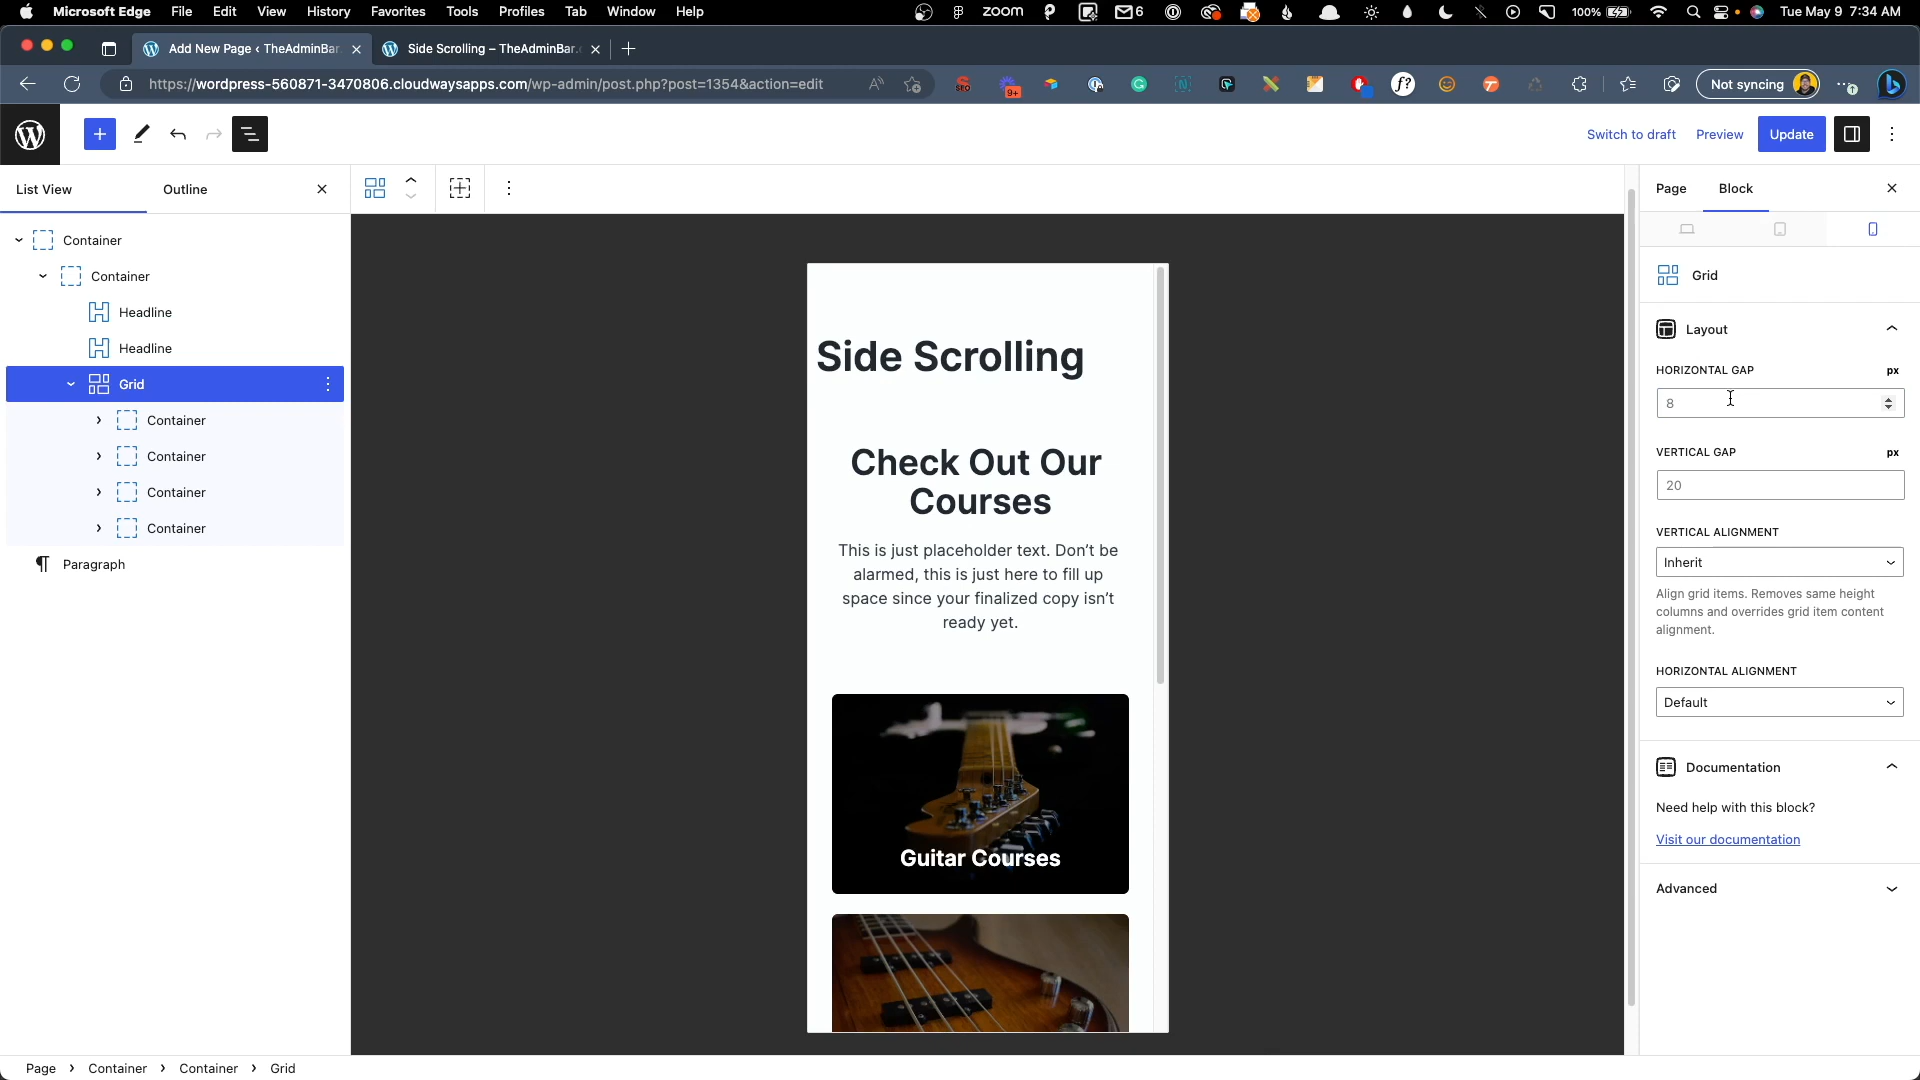 Microsoft Edge File Edit View History Favorites Tools Profiles Tab Window Help zoom 6 100% Tue May 9 7:34 AM
Add New Page ‹ TheAdminBar. Side Scrolling – TheAdminBar.c
https://wordpress-560871-3470806.cloudwaysapps.com/wp-admin/post.php?post=1354&action=edit SEO 9+ f? Not syncing
Switch to draft Preview Update
List View Outline
Page Block
Container
Container
Headline
Headline
Grid
Container
Container
Container
Container
Paragraph
Side Scrolling
Check Out Our
Courses
This is just placeholder text. Don't be
alarmed, this is just here to fill up
space since your finalized copy isn't
ready yet.
Guitar Courses
Grid
Layout
HORIZONTAL GAP px
8
VERTICAL GAP px
20
VERTICAL ALIGNMENT
Inherit
Align grid items. Removes same height
columns and overrides grid item content
alignment.
HORIZONTAL ALIGNMENT
Default
Documentation
Need help with this block?
Visit our documentation
Advanced
Page › Container › Container › Grid